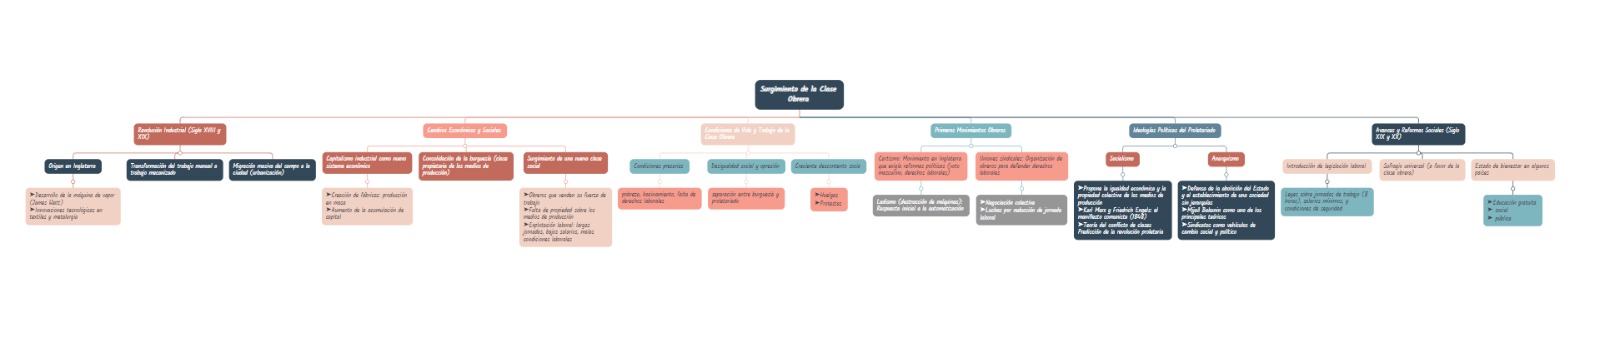 Surgimiento de la Clase
Obrera
Revolución Industrial (Siglo XVIII y
XIX)
Cambios Económicos y Sociales
Condiciones de Vida y Trabajo de la
Clase Obrera
Primeros Movimientos Obreros
Ideologías Políticas del Proletariado
Avances y Reformas Sociales (Siglo
XIX y XX)
Origen en Inglaterra
Transformación del trabajo manual a
trabajo mecanizado
Migración masiva del campo a la
ciudad (urbanización)
Capitalismo industrial como nuevo
sistema económico
Consolidación de la burguesía (clase
propietaria de los medios de
producción)
Surgimiento de una nueva clase
social
Condiciones precarias
Desigualdad social y opresión
Creciente descontento socia
Cartismo: Movimiento en Inglaterra
que exigía reformas políticas (voto
masculino, derechos laborales)
Uniones sindicales: Organización de
obreros para defender derechos
laborales
Socialismo
Anarquismo
Introducción de legislación laboral
Sufragio universal (a favor de la
clase obrera)
Estado de bienestar en algunos
países
➤Desarrollo de la máquina de vapor
(James Watt)
➤Innovaciones tecnológicas en
textiles y metalurgia
➤Creación de fábricas: producción
en masa
➤Aumento de la acumulación de
capital
➤Obreros que venden su fuerza de
trabajo
➤Falta de propiedad sobre los
medios de producción
➤Explotación laboral: largas
jornadas, bajos salarios, malas
condiciones laborales
pobreza, hacinamiento, falta de
derechos laborales
separación entre burguesía y
proletariado
➤Huelgas
➤Protestas
Ludismo (destrucción de máquinas):
Respuesta inicial a la automatización
➤Negociación colectiva
➤Luchas por reducción de jornada
laboral
➤Propone la igualdad económica y la
propiedad colectiva de los medios de
producción
➤Karl Marx y Friedrich Engels: el
manifiesto comunista (1848)
➤Teoría del conflicto de clases
Predicción de la revolución proletaria
➤Defensa de la abolición del Estado
y el establecimiento de una sociedad
sin jerarquías
➤Mijaíl Bakunin como uno de los
principales teóricos
➤Sindicatos como vehículos de
cambio social y político
Leyes sobre jornadas de trabajo (8
horas), salarios mínimos, y
condiciones de seguridad
➤Educación gratuita
➤ social
➤ pública